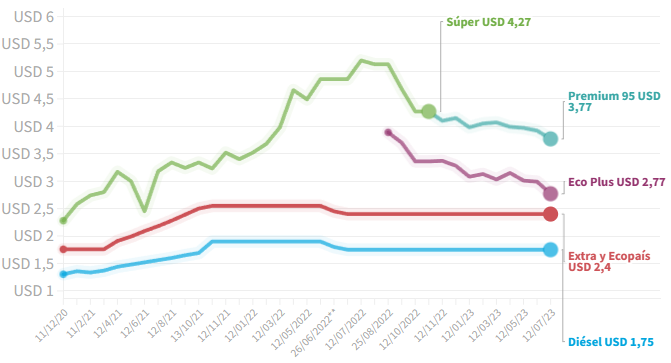 USD 6
USD 5,5
USD 5
USD 4,5
USD 4
USD 3,5
USD 3
USD 2,5
USD 2
USD 1,5
USD 1
Súper USD 4,27
Premium 95 USD
3,77
Eco Plus USD 2,77
Extra y Ecopaís
USD 2,4
Diésel USD 1,75
11/12/20
11/2/21
12/4/21
12/6/21
12/8/21
13/10/21
12/11/21
12/01/22
12/03/22
12/05/2022
26/06/2022**
12/07/2022
25/08/2022
12/10/2022
12/11/22
12/01/23
12/03/23
12/05/23
12/07/23